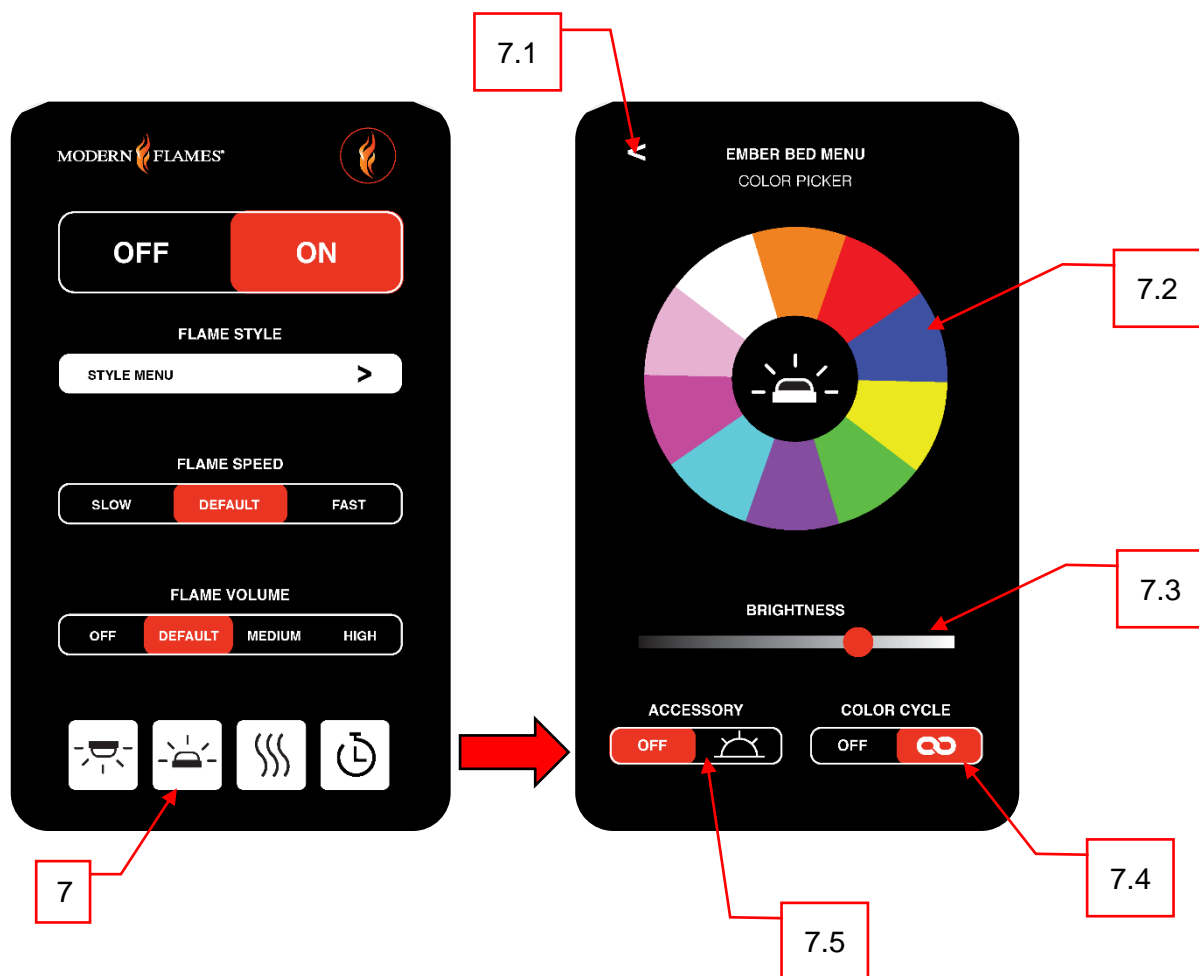 7.1
MODERN FLAMES®
OFF ON
FLAME STYLE
STYLE MENU >
FLAME SPEED
SLOW DEFAULT FAST
FLAME VOLUME
OFF DEFAULT MEDIUM HIGH
7
<
EMBER BED MENU
COLOR PICKER
7.2
7.3
BRIGHTNESS
ACCESSORY COLOR CYCLE
OFF OFF
7.4
7.5